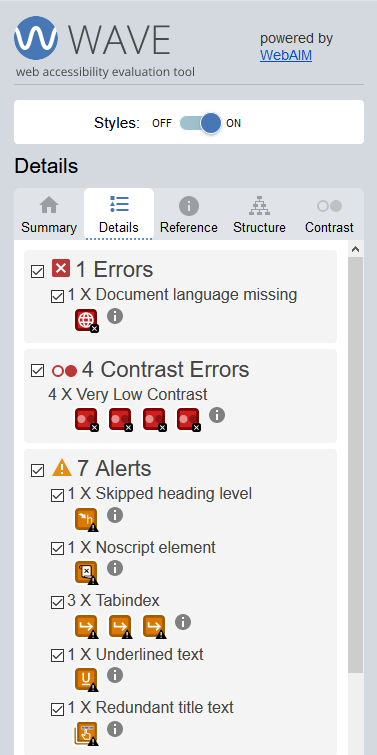 WAVE
powered by
WebAIM
web accessibility evaluation tool
Styles: OFF ON
Details
Summary Details Reference Structure Contrast
1 Errors
1 X Document language missing
4 Contrast Errors
4 X Very Low Contrast
7 Alerts
1 X Skipped heading level
1 X Noscript element
3 X Tabindex
1 X Underlined text
1 X Redundant title text